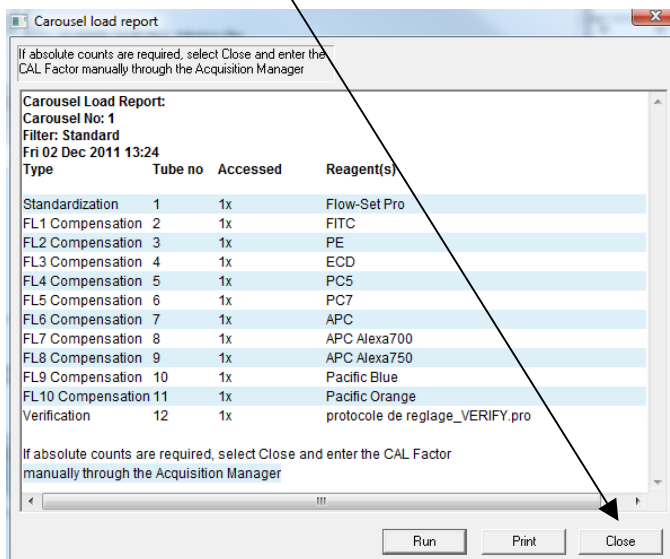 Carousel load report
If absolute counts are required, select Close and enter the
CAL Factor manually through the Acquisition Manager
Carousel Load Report:
Carousel No: 1
Filter: Standard
Fri 02 Dec 2011 13:24
Type Tube no Accessed Reagent(s)
Standardization 1 1x Flow-Set Pro
FL1 Compensation 2 1x FITC
FL2 Compensation 3 1x PE
FL3 Compensation 4 1x ECD
FL4 Compensation 5 1x PC5
FL5 Compensation 6 1x PC7
FL6 Compensation 7 1x APC
FL7 Compensation 8 1x APC Alexa700
FL8 Compensation 9 1x APC Alexa750
FL9 Compensation 10 1x Pacific Blue
FL10 Compensation 11 1x Pacific Orange
Verification 12 1x protocole de reglage_VERIFY.pro
If absolute counts are required, select Close and enter the CAL Factor
manually through the Acquisition Manager
Run Print Close